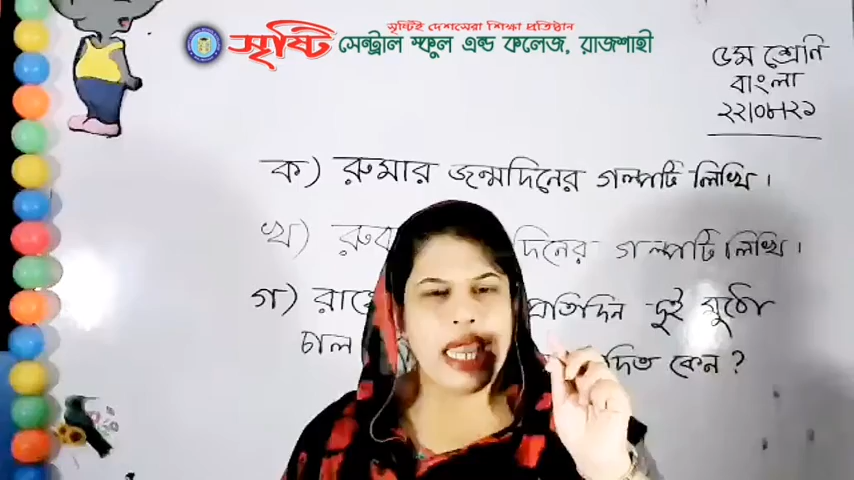 সৃষ্টিই দেশসেরা শিক্ষা প্রতিষ্ঠান
সৃষ্টি সেন্ট্রাল স্কুল এন্ড কলেজ, রাজশাহী
৫ম শ্রেণি
বাংলা
২২।০৮।২১
ক) রুমার জন্মদিনের গল্পটি লিখি।
খ) দিনের গল্পটি লিখি।
গ) প্রতিদিন দুই মুঠো
চাল কেন?